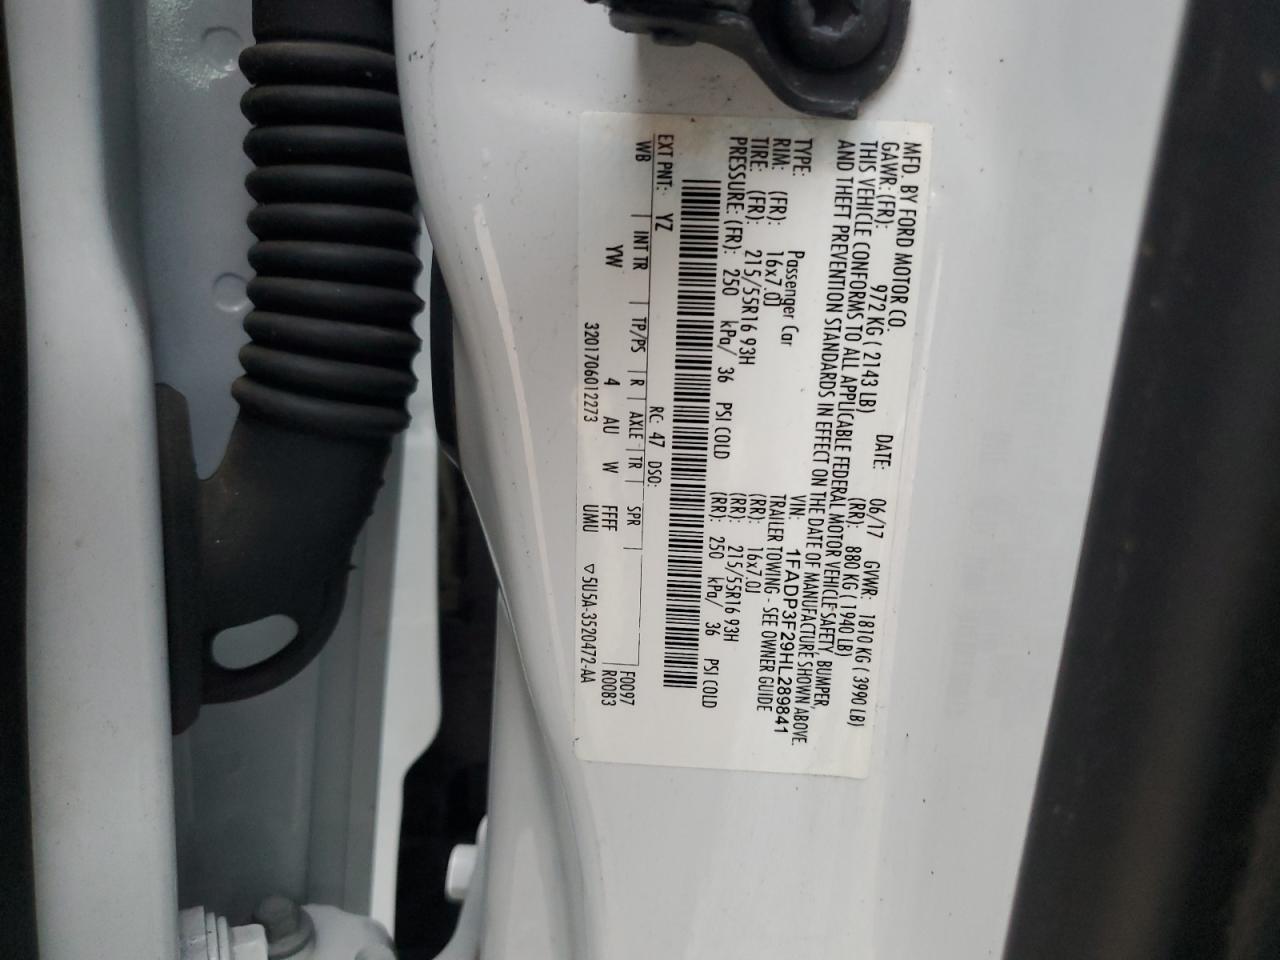 MFD. BY FORD MOTOR CO.
DATE: 06/17 GVWR: 1810 KG ( 3990 LB)
GAWR: (FR): 972 KG ( 2143 LB) (RR): 880 KG ( 1940 LB)
THIS VEHICLE CONFORMS TO ALL APPLICABLE FEDERAL MOTOR VEHICLE SAFETY, BUMPER,
AND THEFT PREVENTION STANDARDS IN EFFECT ON THE DATE OF MANUFACTURE SHOWN ABOVE.
VIN: 1FADP3F29HL289841
TYPE: Passenger Car TRAILER TOWING - SEE OWNER GUIDE
RIM: (FR): 16x7.0J (RR): 16x7.0J
TIRE: (FR): 215/55R16 93H (RR): 215/55R16 93H
PRESSURE: (FR): 250 kPa/ 36 PSI COLD (RR): 250 kPa/ 36 PSI COLD
EXT PNT: YZ RC: 47 DSO:
WB INT TR TP/PS R AXLE TR SPR F0097
YW 4 AU W FFFF R0083
3201706012273 UMU ▽5U5A-3520472-AA